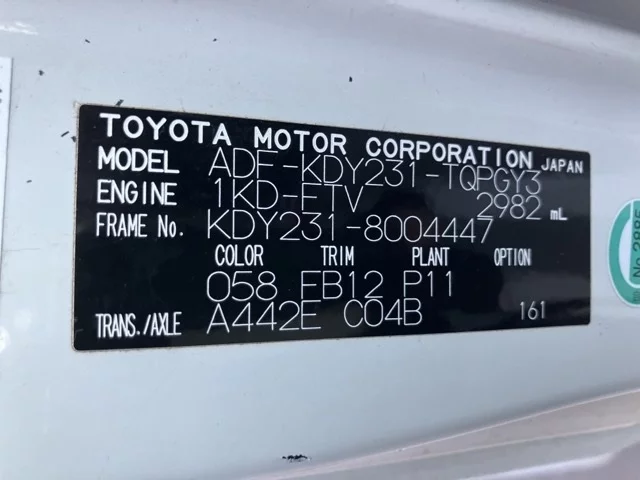 TOYOTA MOTOR CORPORATION JAPAN
MODEL ADF-KDY231-TQPGY3
ENGINE 1KD-FTV 2982 mL
FRAME No. KDY231-8004447
COLOR TRIM PLANT OPTION
058 FB12 P11
TRANS./AXLE A442E C04B 161